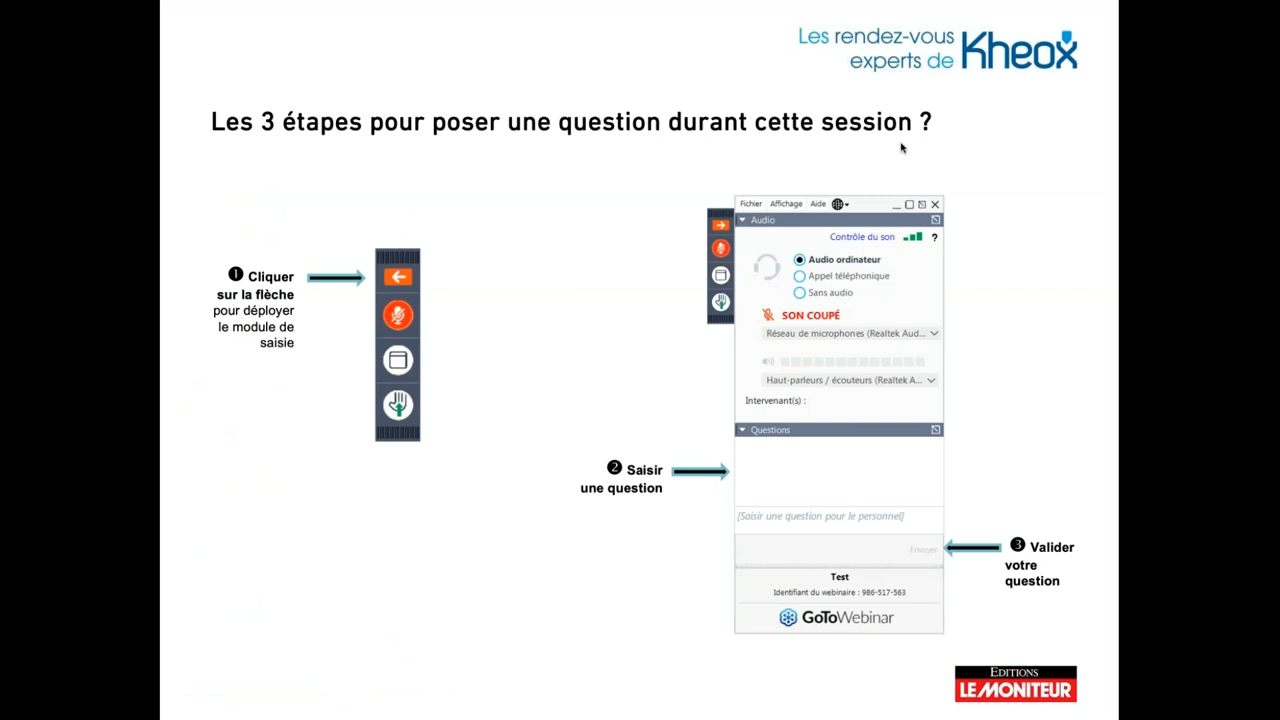 Les rendez-vous
experts de Kheox
Les 3 étapes pour poser une question durant cette session ?
❶ Cliquer
sur la flèche
pour déployer
le module de
saisie
Fichier Affichage Aide
Audio
Contrôle du son ?
Audio ordinateur
Appel téléphonique
Sans audio
SON COUPÉ
Réseau de microphones (Realtek Aud...
Haut-parleurs / écouteurs (Realtek A...
Intervenant(s) :
Questions
❷ Saisir
une question
[Saisir une question pour le personnel]
Envoyer
❸ Valider
votre
question
Test
Identifiant du webinaire : 986-517-563
GoToWebinar
EDITIONS
LE MONITEUR